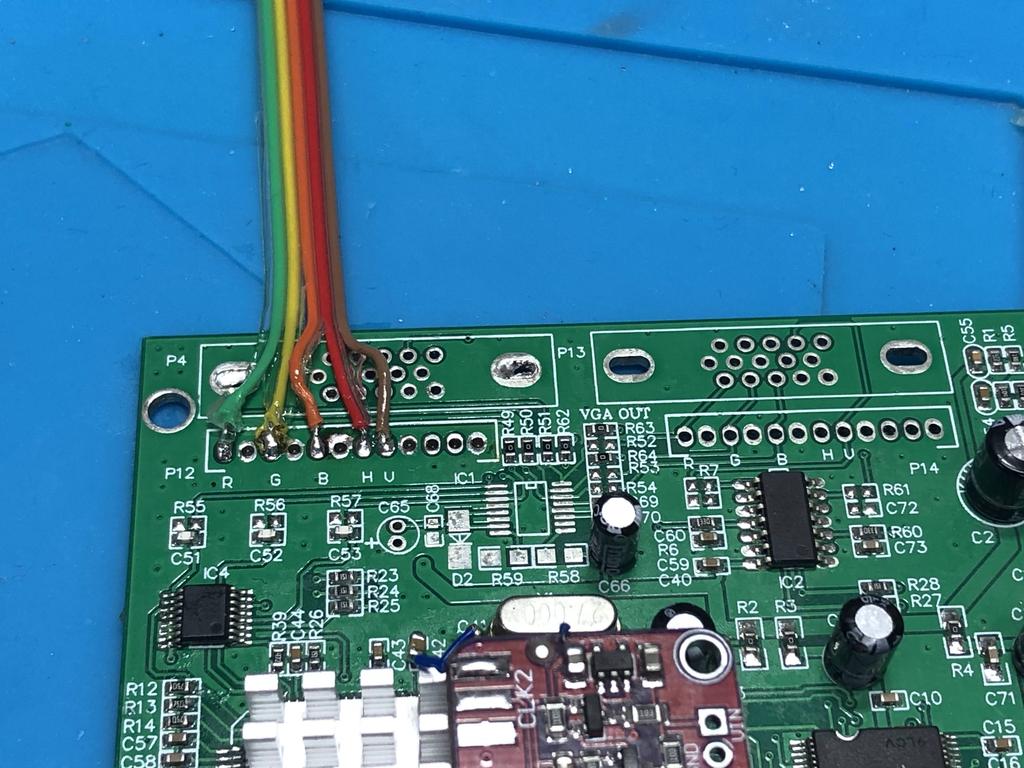 P4
P13
C55
R1
R5
R49
R50
R51
R62
VGA OUT
R63
R52
R64
R53
R54
P12
R
G
B
H V
IC1
R
G
B
H V
P14
R7
R55
R56
R57
C65
C68
+
R61
C72
C51
C52
C53
D2
R59
R58
C66
C60
R6
C59
C40
IC2
R60
C73
C2
IC4
R23
R24
R25
R28
R27
R39
C44
R26
C43
27.000
R2
R3
R4
C71
R12
R13
R14
C57
C58
CLK2
C10
C15
C16